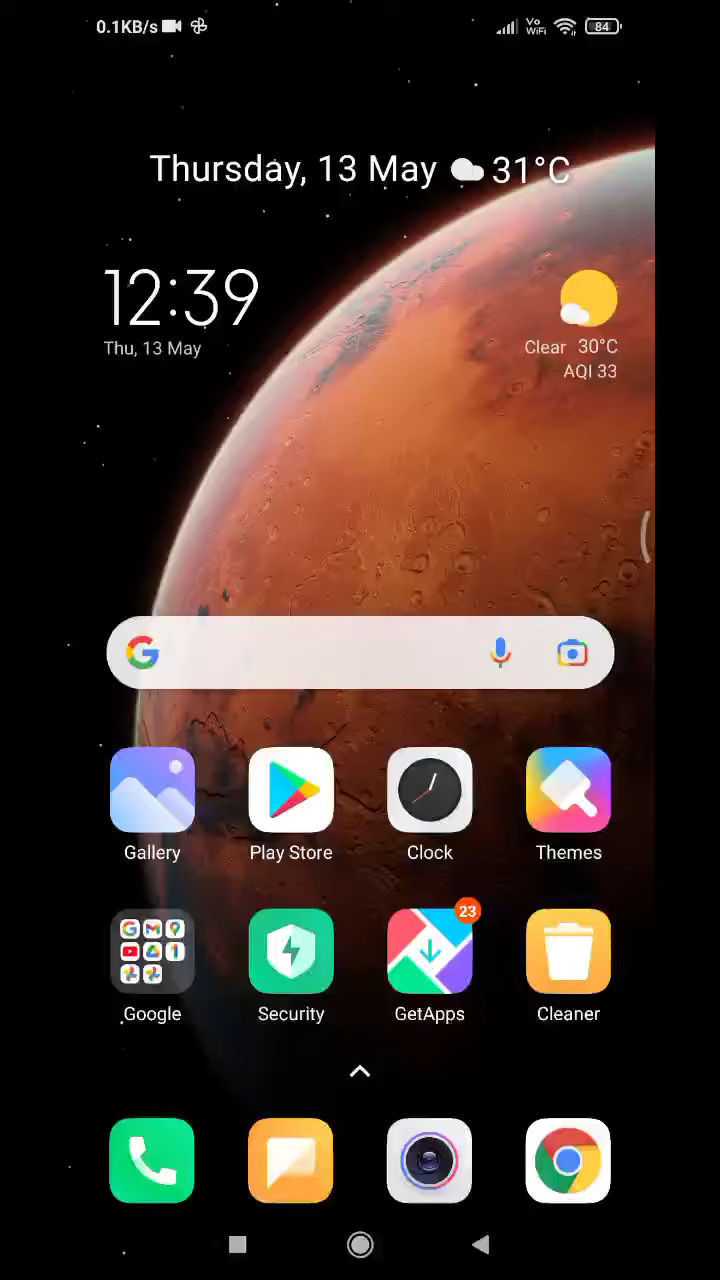 0.1KB/s Vo WiFi 84
Thursday, 13 May 31°C
12:39
Thu, 13 May
Clear 30°C
AQI 33
Gallery Play Store Clock Themes
23
Google Security GetApps Cleaner